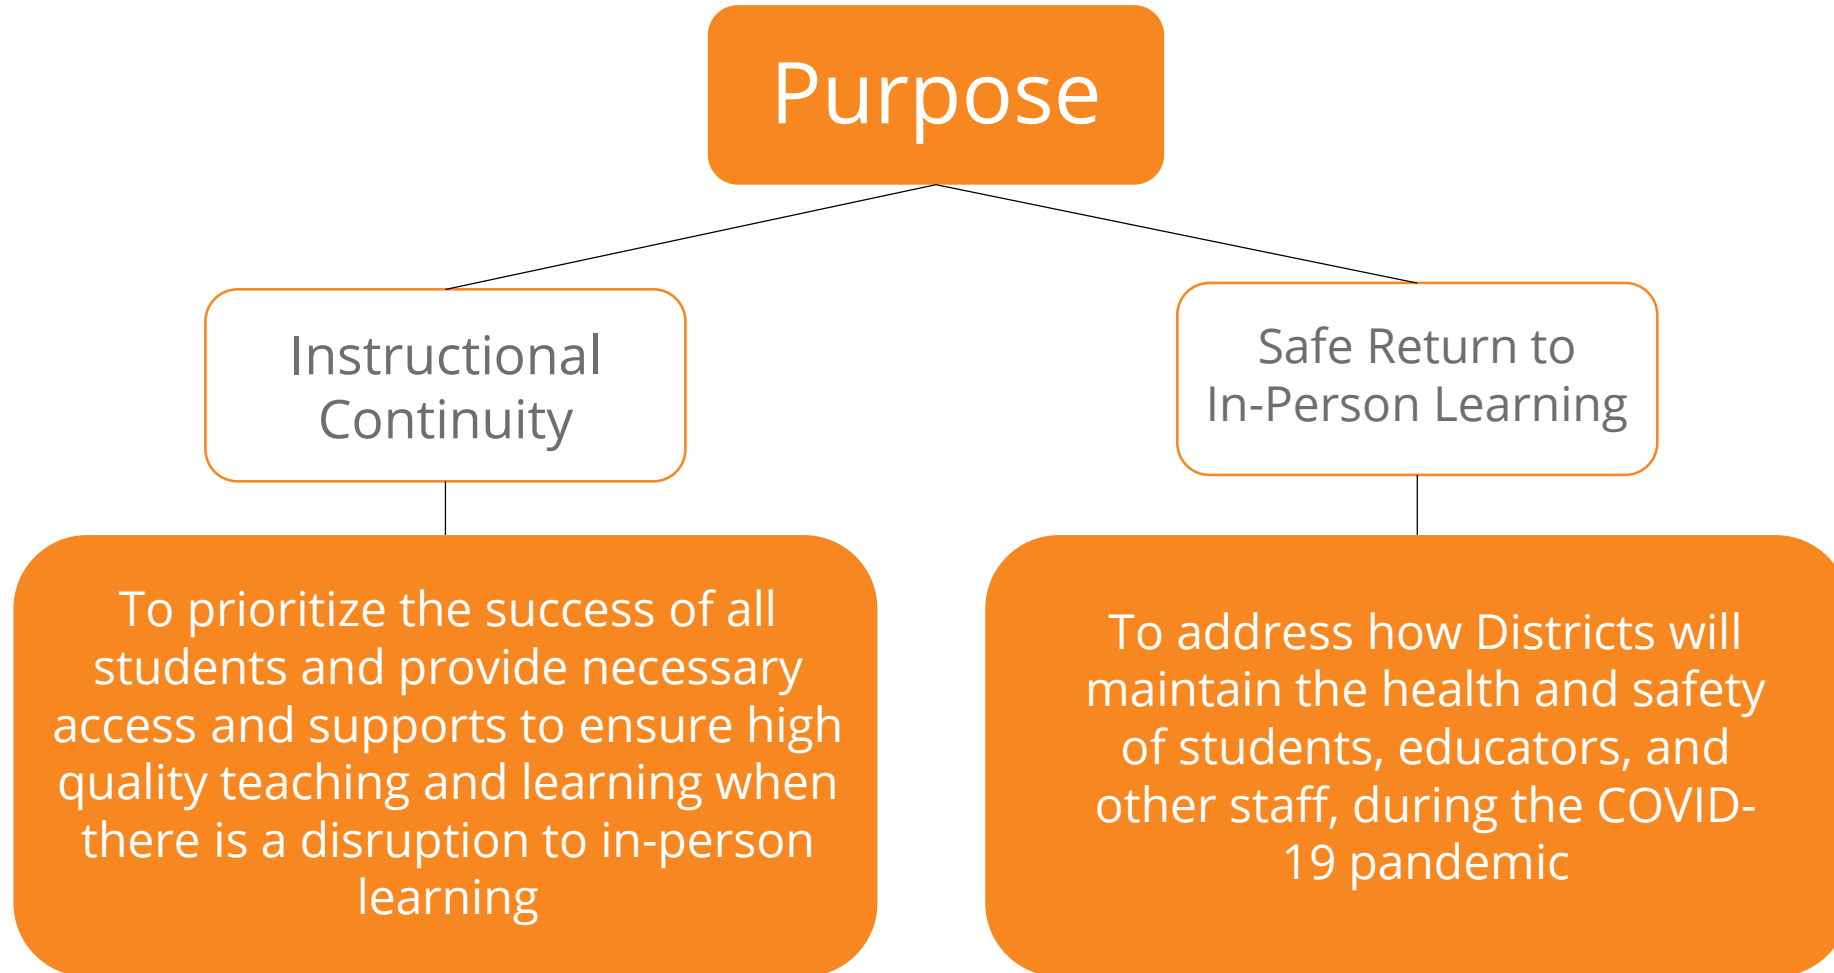 Purpose
Instructional
Continuity
Safe Return to
In-Person Learning
To prioritize the success of all
students and provide necessary
access and supports to ensure high
quality teaching and learning when
there is a disruption to in-person
learning
To address how Districts will
maintain the health and safety
of students, educators, and
other staff, during the COVID-
19 pandemic